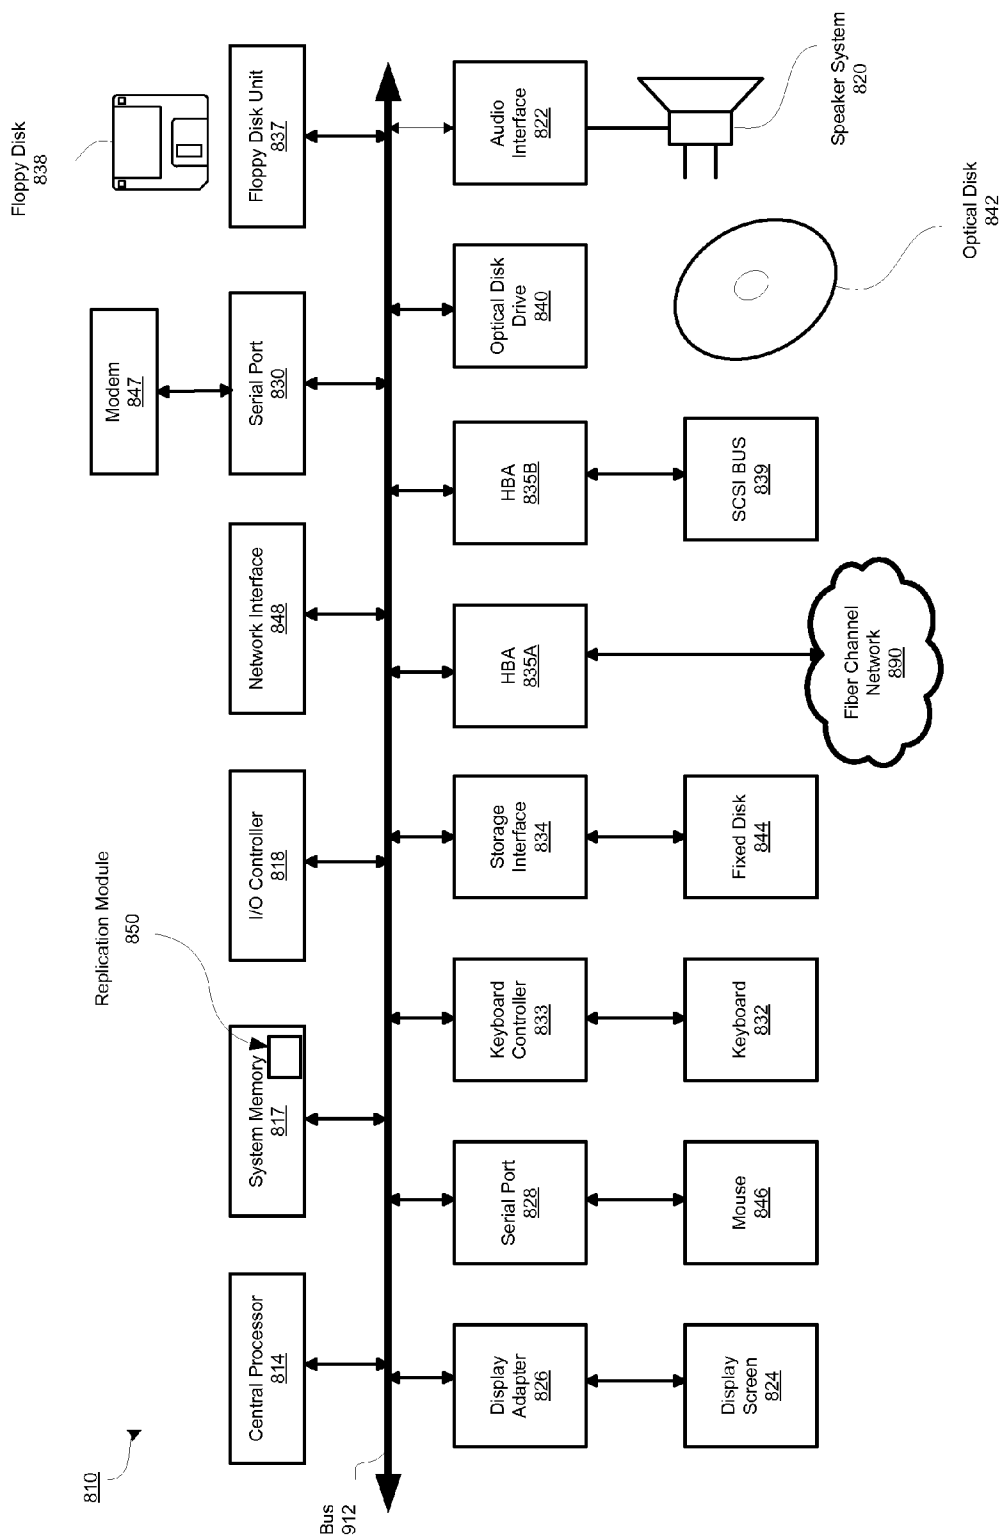 810
Bus
912
Central Processor
814
System Memory
817
Replication Module
850
I/O Controller
818
Network Interface
848
Modem
847
Serial Port
830
Floppy Disk
838
Floppy Disk Unit
837
Display
Adapter
826
Serial Port
828
Keyboard
Controller
833
Storage
Interface
834
HBA
835A
HBA
835B
Optical Disk
Drive
840
Audio
Interface
822
Display
Screen
824
Mouse
846
Keyboard
832
Fixed Disk
844
Fiber Channel
Network
890
SCSI BUS
839
Optical Disk
842
Speaker System
820